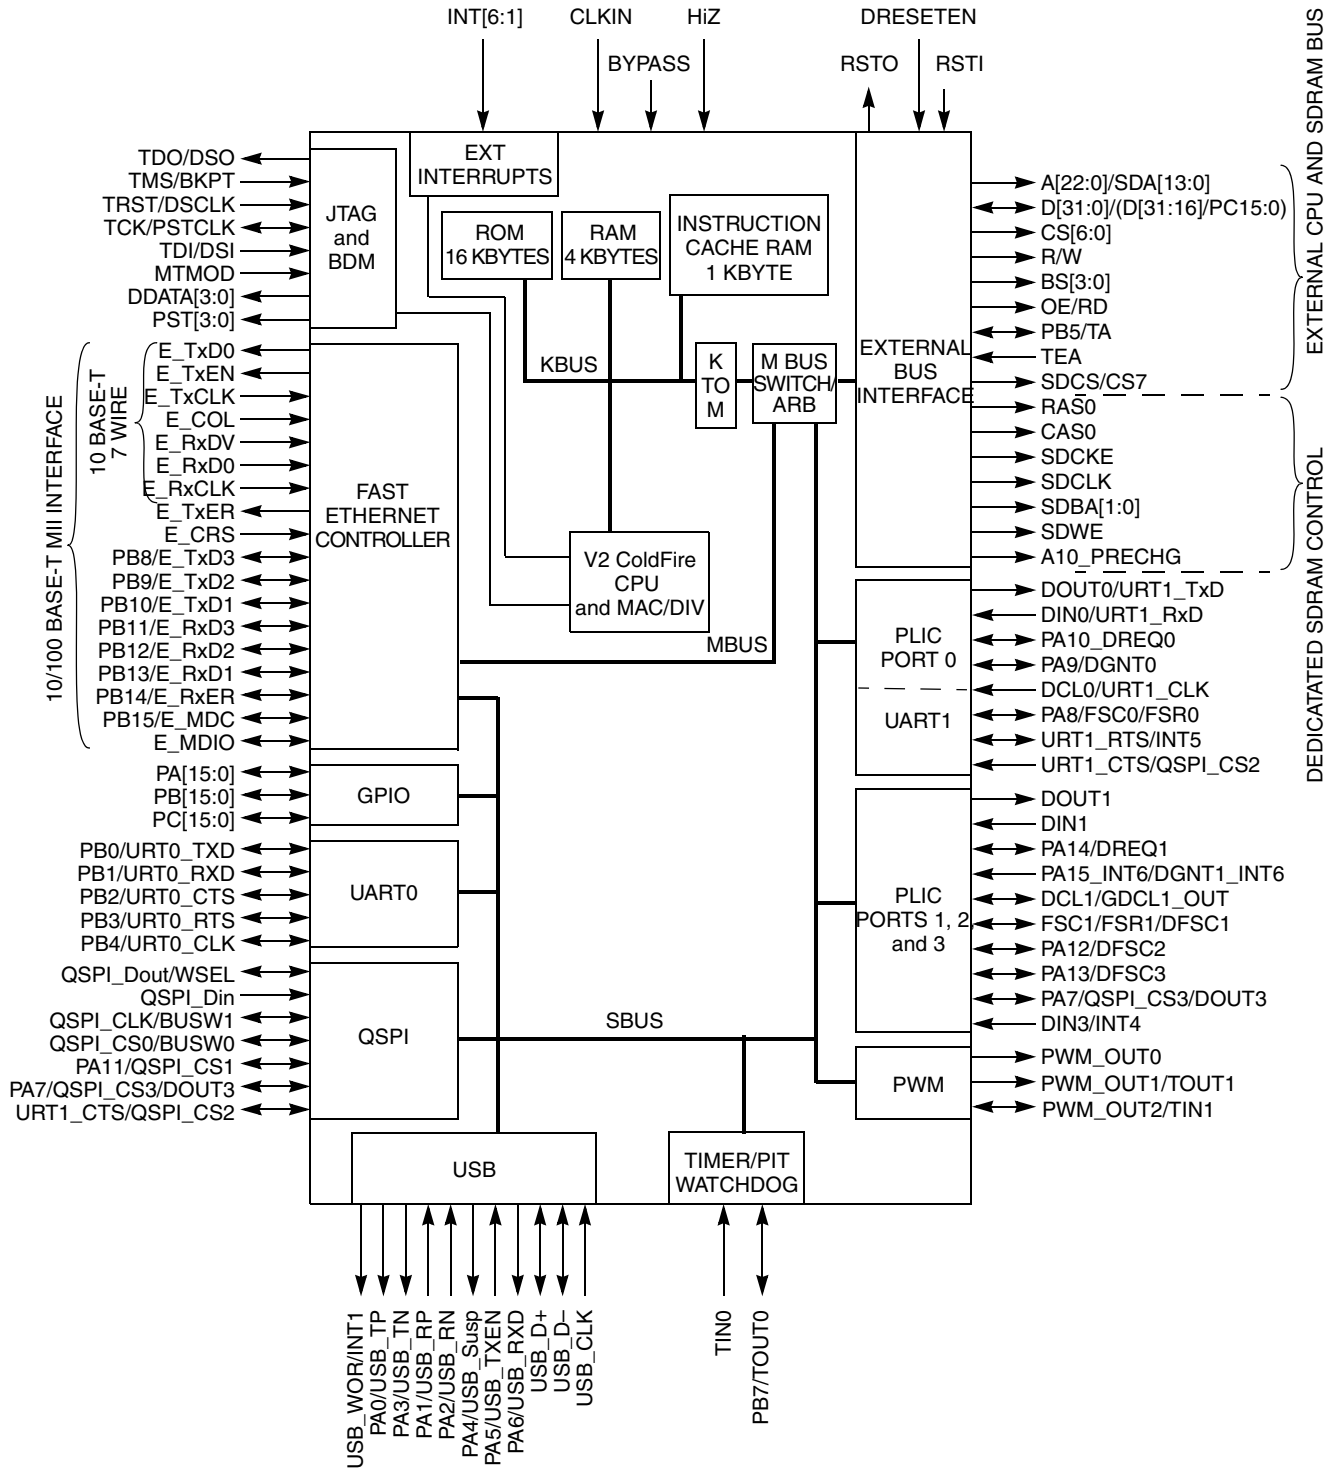 INT[6:1]
CLKIN
HiZ
DRESETEN
BYPASS
RSTO
RSTI
EXTERNAL CPU AND SDRAM BUS
DEDICATATED SDRAM CONTROL
10/100 BASE-T MII INTERFACE
10 BASE-T
7 WIRE
TDO/DSO
TMS/BKPT
TRST/DSCLK
TCK/PSTCLK
TDI/DSI
MTMOD
DDATA[3:0]
PST[3:0]
E_TxD0
E_TxEN
E_TxCLK
E_COL
E_RxDV
E_RxD0
E_RxCLK
E_TxER
E_CRS
PB8/E_TxD3
PB9/E_TxD2
PB10/E_TxD1
PB11/E_RxD3
PB12/E_RxD2
PB13/E_RxD1
PB14/E_RxER
PB15/E_MDC
E_MDIO
PA[15:0]
PB[15:0]
PC[15:0]
PB0/URT0_TXD
PB1/URT0_RXD
PB2/URT0_CTS
PB3/URT0_RTS
PB4/URT0_CLK
QSPI_Dout/WSEL
QSPI_Din
QSPI_CLK/BUSW1
QSPI_CS0/BUSW0
PA11/QSPI_CS1
PA7/QSPI_CS3/DOUT3
URT1_CTS/QSPI_CS2
JTAG
and
BDM
EXT
INTERRUPTS
ROM
16 KBYTES
RAM
4 KBYTES
INSTRUCTION
CACHE RAM
1 KBYTE
KBUS
K
TO
M
M BUS
SWITCH/
ARB
EXTERNAL
BUS
INTERFACE
FAST
ETHERNET
CONTROLLER
V2 ColdFire
CPU
and MAC/DIV
MBUS
PLIC
PORT 0
UART1
GPIO
UART0
PLIC
PORTS 1, 2,
and 3
SBUS
QSPI
PWM
USB
TIMER/PIT
WATCHDOG
A[22:0]/SDA[13:0]
D[31:0]/(D[31:16]/PC15:0)
CS[6:0]
R/W
BS[3:0]
OE/RD
PB5/TA
TEA
SDCS/CS7
RAS0
CAS0
SDCKE
SDCLK
SDBA[1:0]
SDWE
A10_PRECHG
DOUT0/URT1_TxD
DIN0/URT1_RxD
PA10_DREQ0
PA9/DGNT0
DCL0/URT1_CLK
PA8/FSC0/FSR0
URT1_RTS/INT5
URT1_CTS/QSPI_CS2
DOUT1
DIN1
PA14/DREQ1
PA15_INT6/DGNT1_INT6
DCL1/GDCL1_OUT
FSC1/FSR1/DFSC1
PA12/DFSC2
PA13/DFSC3
PA7/QSPI_CS3/DOUT3
DIN3/INT4
PWM_OUT0
PWM_OUT1/TOUT1
PWM_OUT2/TIN1
USB_WOR/INT1
PA0/USB_TP
PA3/USB_TN
PA1/USB_RP
PA2/USB_RN
PA4/USB_Susp
PA5/USB_TXEN
PA6/USB_RXD
USB_D+
USB_D–
USB_CLK
TIN0
PB7/TOUT0